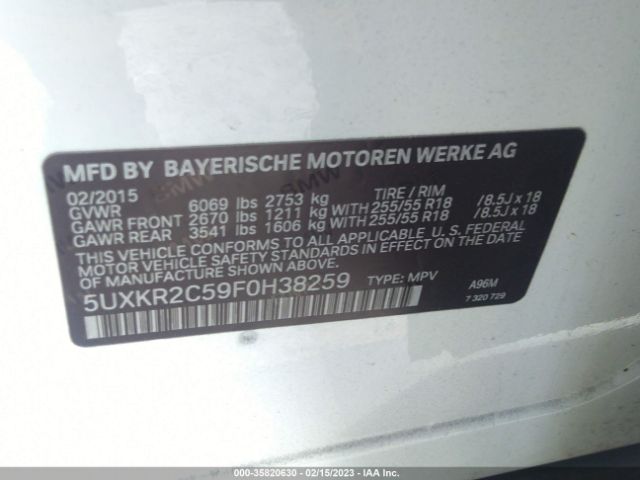 MFD BY BAYERISCHE MOTOREN WERKE AG
02/2015
GVWR 6069 lbs 2753 kg TIRE / RIM
GAWR FRONT 2670 lbs 1211 kg WITH 255/55 R18 /8.5J x 18
GAWR REAR 3541 lbs 1606 kg WITH 255/55 R18 /8.5J x 18
THIS VEHICLE CONFORMS TO ALL APPLICABLE U. S. FEDERAL
MOTOR VEHICLE SAFETY STANDARDS IN EFFECT ON THE DATE
OF MANUFACTURE SHOWN ABOVE.
5UXKR2C59F0H38259 TYPE: MPV A96M
7 320 729
000-35820630 - 02/15/2023 - IAA Inc.